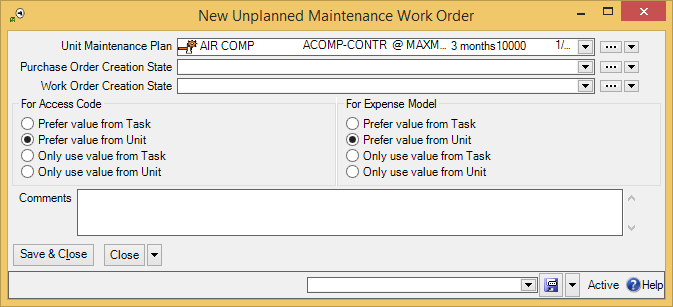 New Unplanned Maintenance Work Order
Unit Maintenance Plan AIR COMP ACOMP-CONTR @ MAXM... 3 months10000 1/...
Purchase Order Creation State
Work Order Creation State
For Access Code
Prefer value from Task
Prefer value from Unit
Only use value from Task
Only use value from Unit
For Expense Model
Prefer value from Task
Prefer value from Unit
Only use value from Task
Only use value from Unit
Comments
Save & Close Close
Active Help